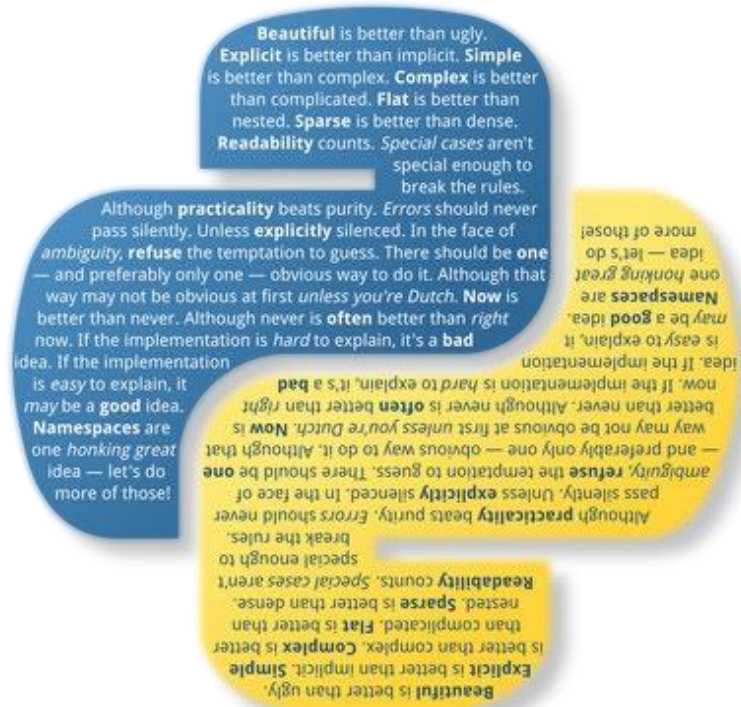 Beautiful is better than ugly.
Explicit is better than implicit. Simple
is better than complex. Complex is better
than complicated. Flat is better than
nested. Sparse is better than dense.
Readability counts. Special cases aren't
special enough to
break the rules.
Although practicality beats purity. Errors should never
pass silently. Unless explicitly silenced. In the face of
ambiguity, refuse the temptation to guess. There should be one
— and preferably only one — obvious way to do it. Although that
way may not be obvious at first unless you're Dutch. Now is
better than never. Although never is often better than right
now. If the implementation is hard to explain, it's a bad
idea. If the implementation
is easy to explain, it
may be a good idea.
Namespaces are
one honking great
idea — let's do
more of those!
Beautiful is better than ugly.
Explicit is better than implicit. Simple
is better than complex. Complex is better
than complicated. Flat is better than
nested. Sparse is better than dense.
Readability counts. Special cases aren't
special enough to
break the rules.
Although practicality beats purity. Errors should never
pass silently. Unless explicitly silenced. In the face of
ambiguity, refuse the temptation to guess. There should be one
— and preferably only one — obvious way to do it. Although that
way may not be obvious at first unless you're Dutch. Now is
better than never. Although never is often better than right
now. If the implementation is hard to explain, it's a bad
idea. If the implementation
is easy to explain, it
may be a good idea.
Namespaces are
one honking great
idea — let's do
more of those!